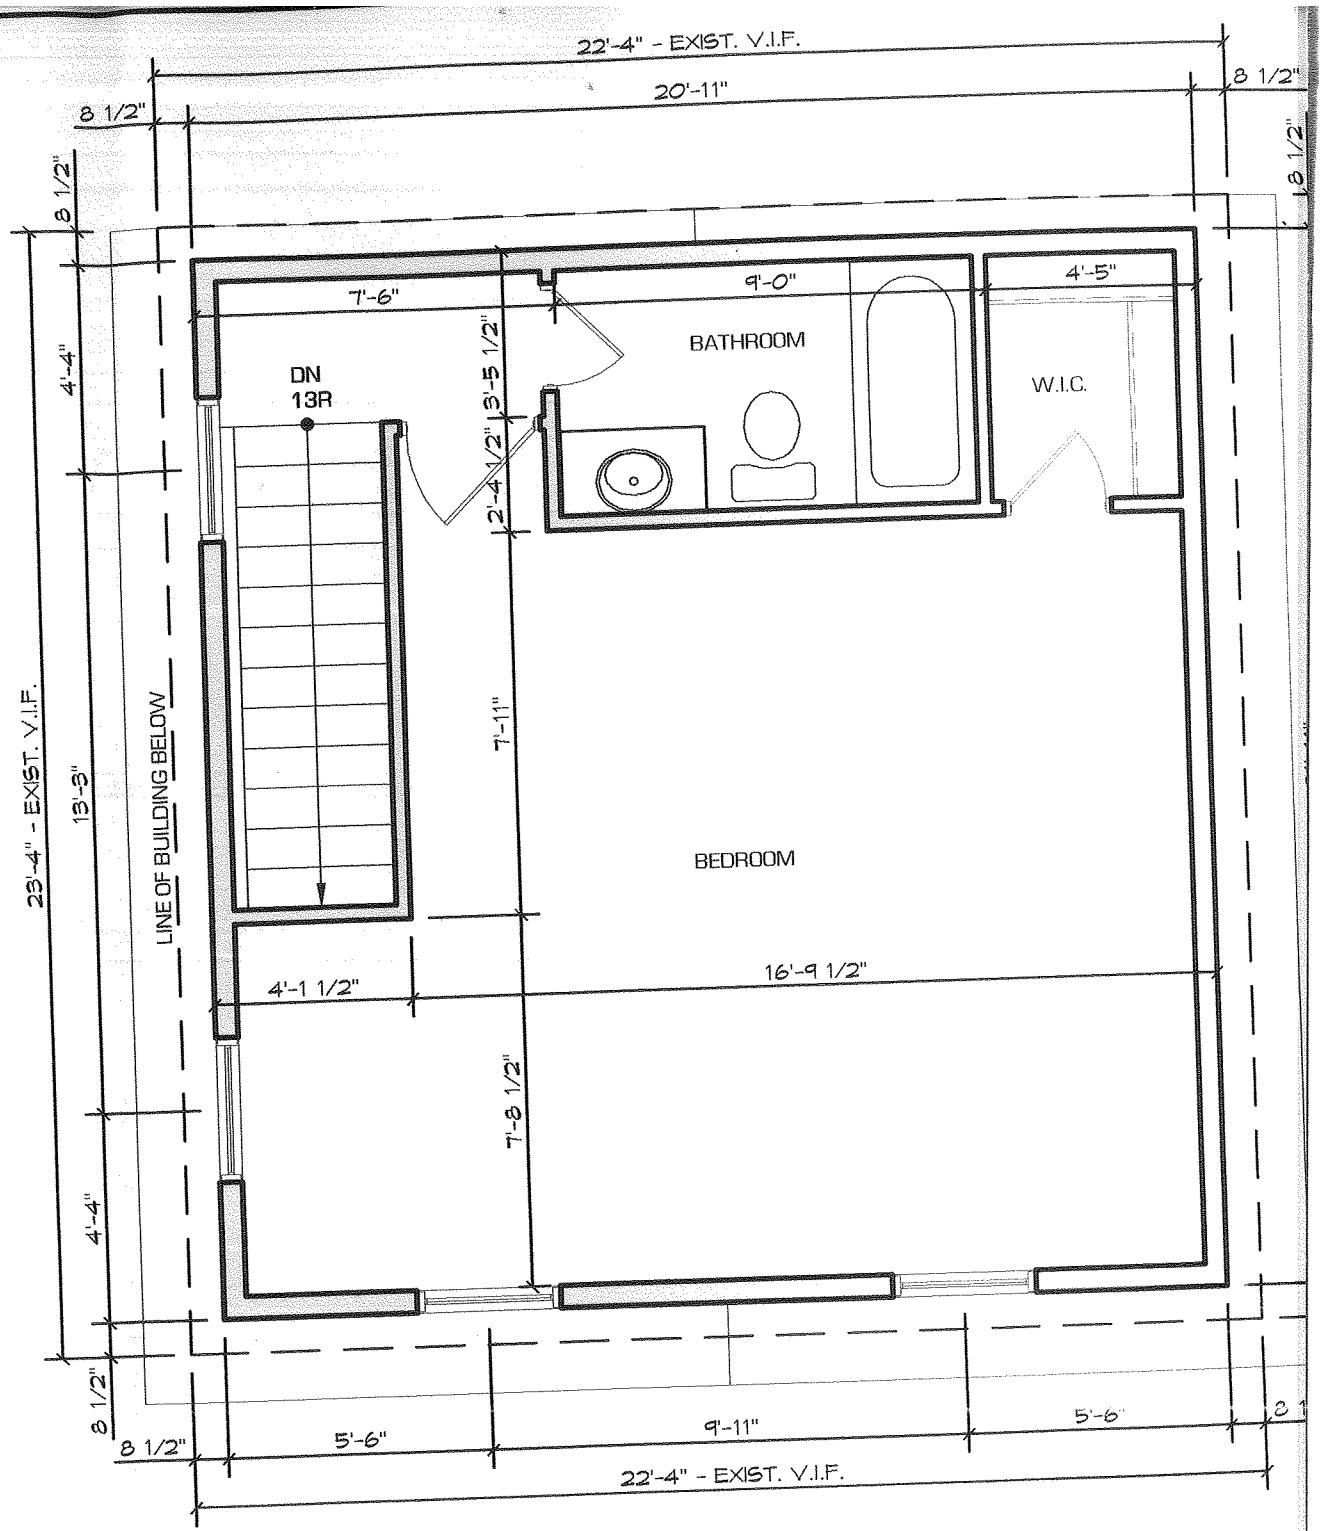 22'-4" - EXIST. V.I.F.
20'-11"
8 1/2"
8 1/2"
8 1/2"
8 1/2"
7'-6"
9'-0"
4'-5"
4'-4"
3'-5 1/2"
BATHROOM
W.I.C.
DN
13R
2'-4 1/2"
7'-11"
23'-4" - EXIST. V.I.F.
13'-3"
LINE OF BUILDING BELOW
BEDROOM
4'-1 1/2"
16'-9 1/2"
7'-8 1/2"
4'-4"
8 1/2"
8 1/2"
5'-6"
9'-11"
5'-6"
22'-4" - EXIST. V.I.F.